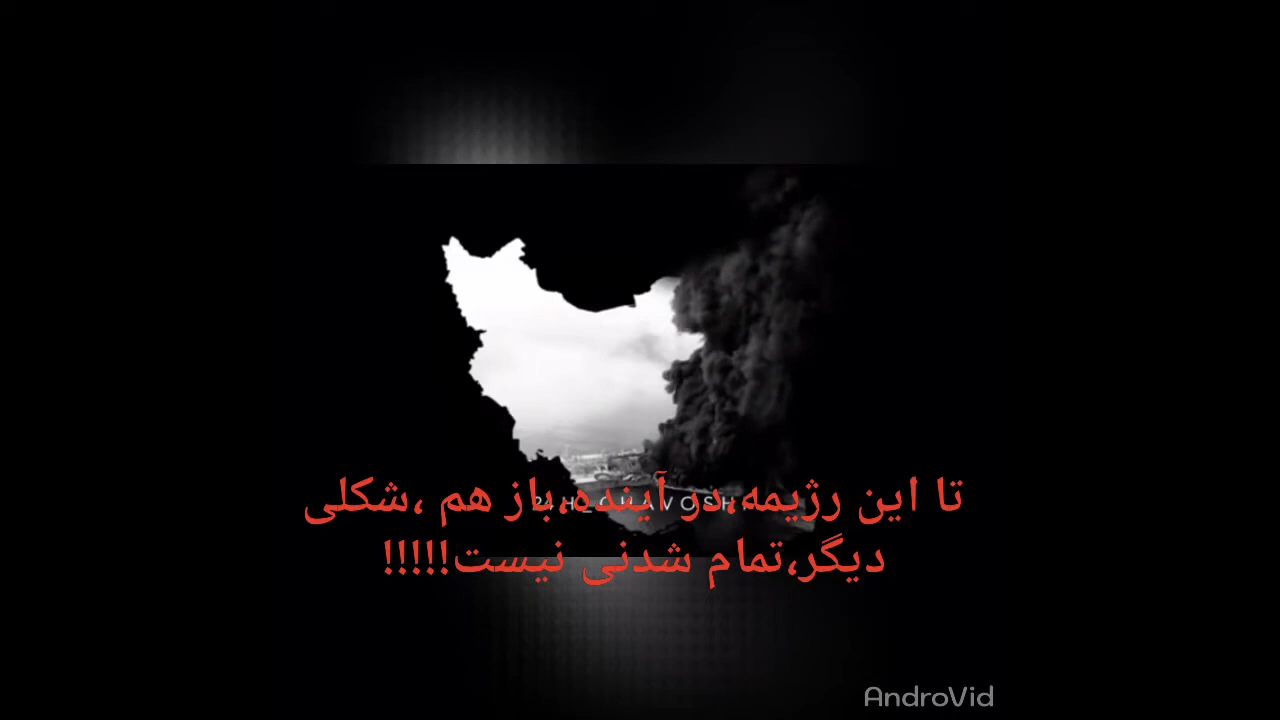 تا این رژیمه،در آینده،باز هم ،شکلی
دیگر،تمام شدنی نیست!!!!!
AndroVid